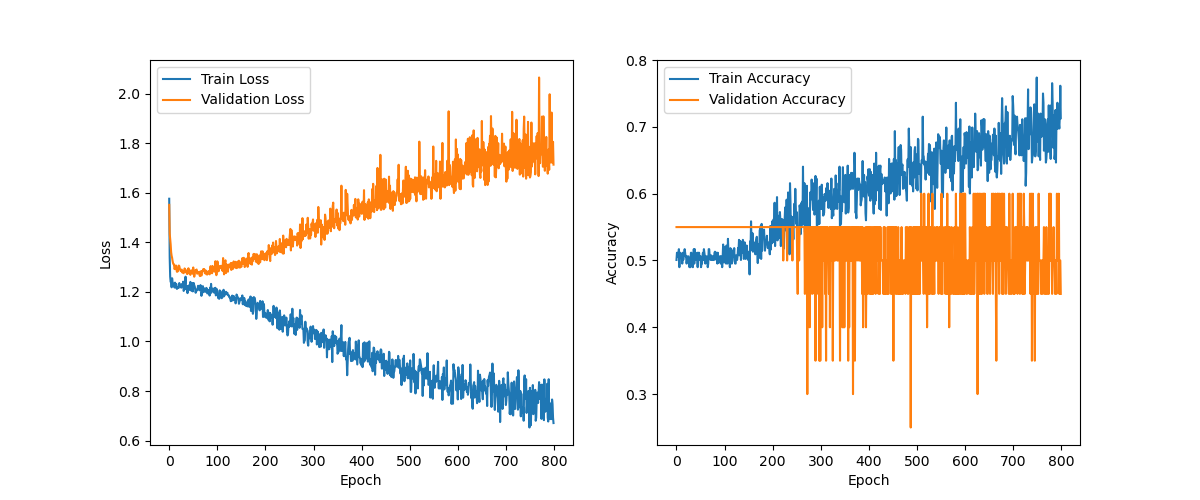 Train Loss
Validation Loss
2.0
1.8
1.6
1.4
1.2
1.0
0.8
0.6
Loss
0 100 200 300 400 500 600 700 800
Epoch
Train Accuracy
Validation Accuracy
0.8
0.7
0.6
0.5
0.4
0.3
Accuracy
0 100 200 300 400 500 600 700 800
Epoch